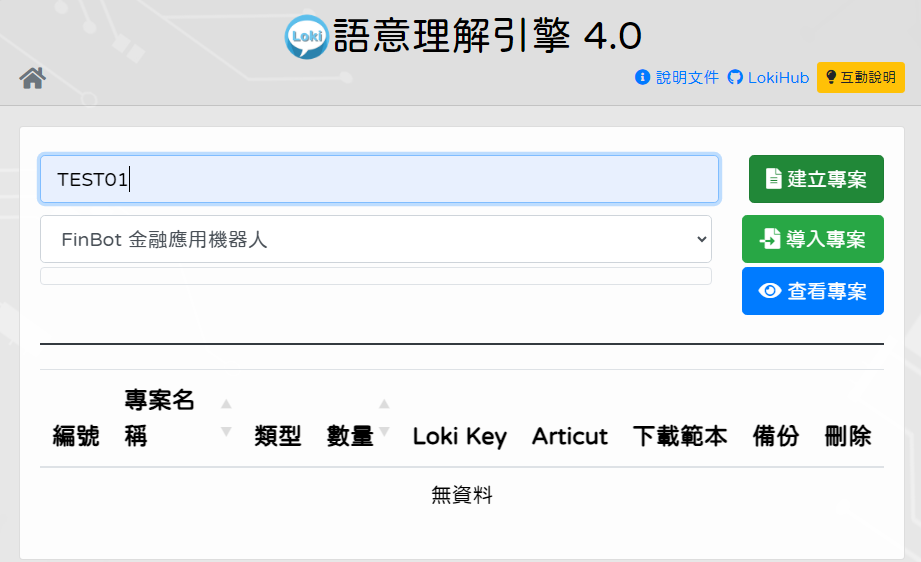 Loki 語意理解引擎 4.0
說明文件 LokiHub 互動說明
TEST01 建立專案
FinBot 金融應用機器人 導入專案
查看專案
編號 專案名稱 類型 數量 Loki Key Articut 下載範本 備份 刪除
無資料